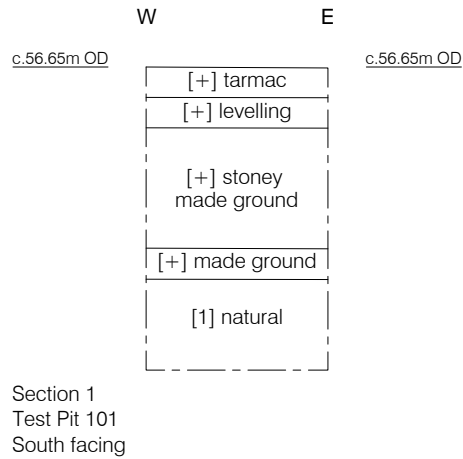 W E
c.56.65m OD c.56.65m OD
[+] tarmac
[+] levelling
[+] stoney
made ground
[+] made ground
[1] natural
Section 1
Test Pit 101
South facing